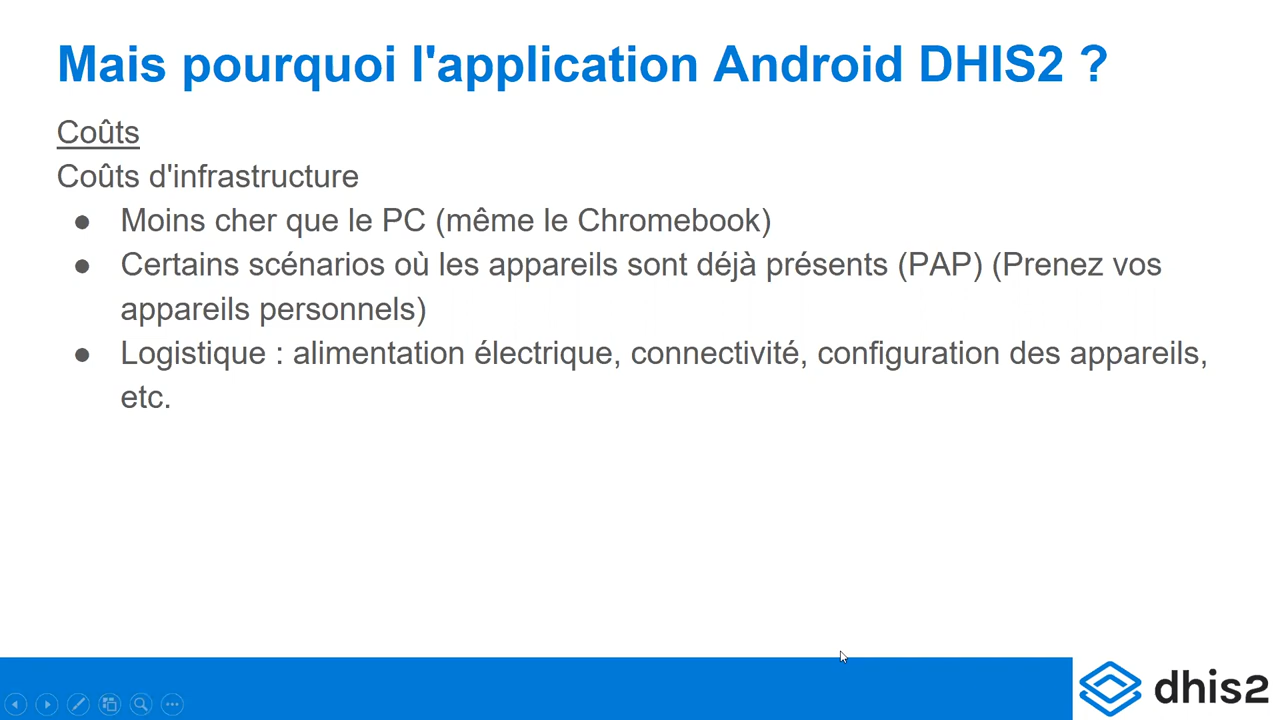 Mais pourquoi l'application Android DHIS2 ?
Coûts
Coûts d'infrastructure
● Moins cher que le PC (même le Chromebook)
● Certains scénarios où les appareils sont déjà présents (PAP) (Prenez vos
appareils personnels)
● Logistique : alimentation électrique, connectivité, configuration des appareils,
etc.
dhis2